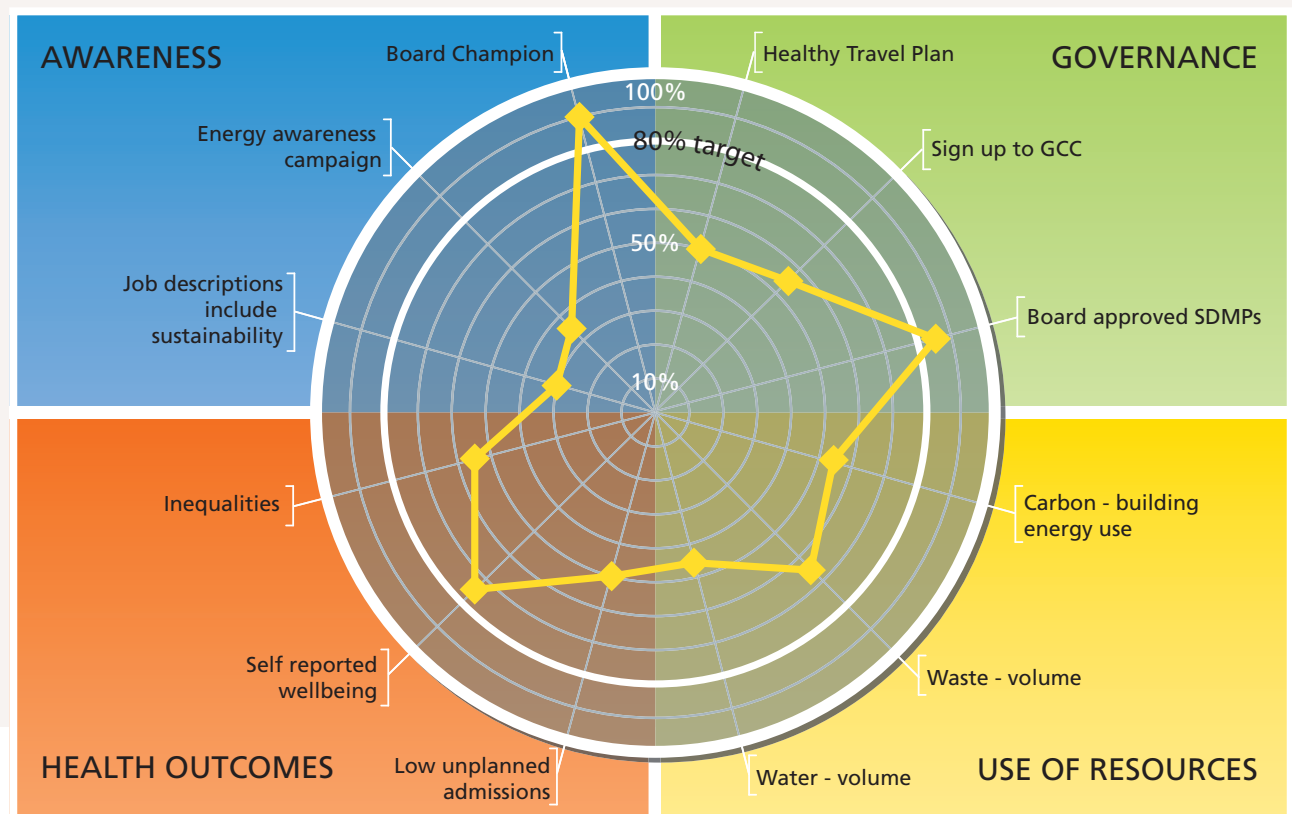 AWARENESS
GOVERNANCE
Board Champion
Healthy Travel Plan
100%
80% target
Energy awareness
campaign
Sign up to GCC
50%
Job descriptions
include
sustainability
Board approved SDMPs
10%
Inequalities
Carbon - building
energy use
Self reported
wellbeing
Waste - volume
Low unplanned
admissions
Water - volume
HEALTH OUTCOMES
USE OF RESOURCES